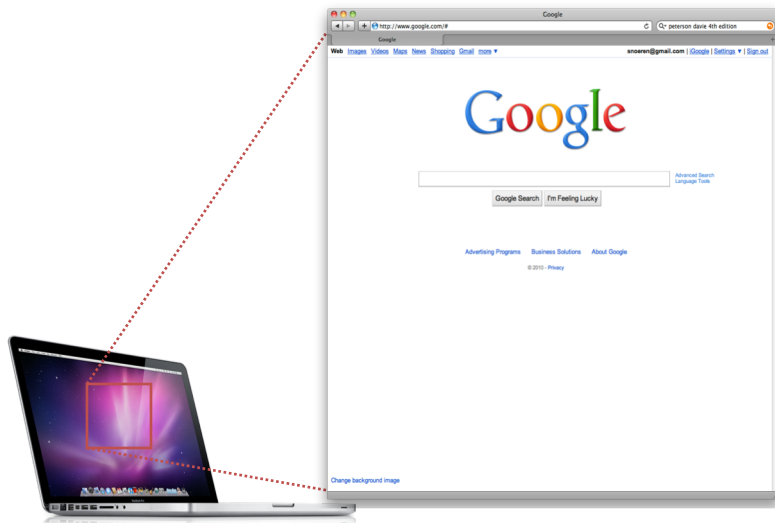 Google
http://www.google.com/#
peterson davie 4th edition
Google
Web Images Videos Maps News Shopping Gmail more ▼
snoeren@gmail.com | iGoogle | Settings ▼ | Sign out
Google
Advanced Search
Language Tools
Google Search
I'm Feeling Lucky
Advertising Programs
Business Solutions
About Google
© 2010 - Privacy
Change background image